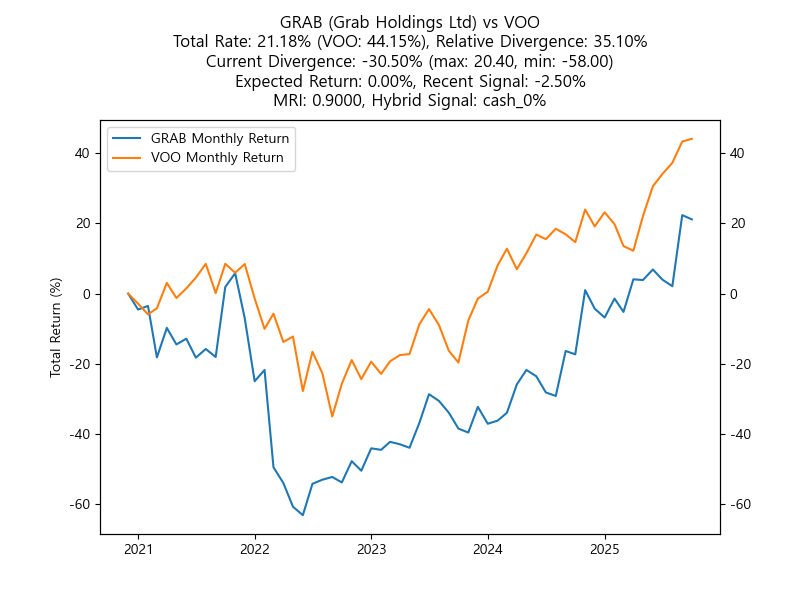 GRAB (Grab Holdings Ltd) vs VOO
Total Rate: 21.18% (VOO: 44.15%), Relative Divergence: 35.10%
Current Divergence: -30.50% (max: 20.40, min: -58.00)
Expected Return: 0.00%, Recent Signal: -2.50%
MRI: 0.9000, Hybrid Signal: cash_0%
GRAB Monthly Return
VOO Monthly Return
Total Return (%)
40
20
0
-20
-40
-60
40
20
0
-20
-40
-60
2021
2022
2023
2024
2025